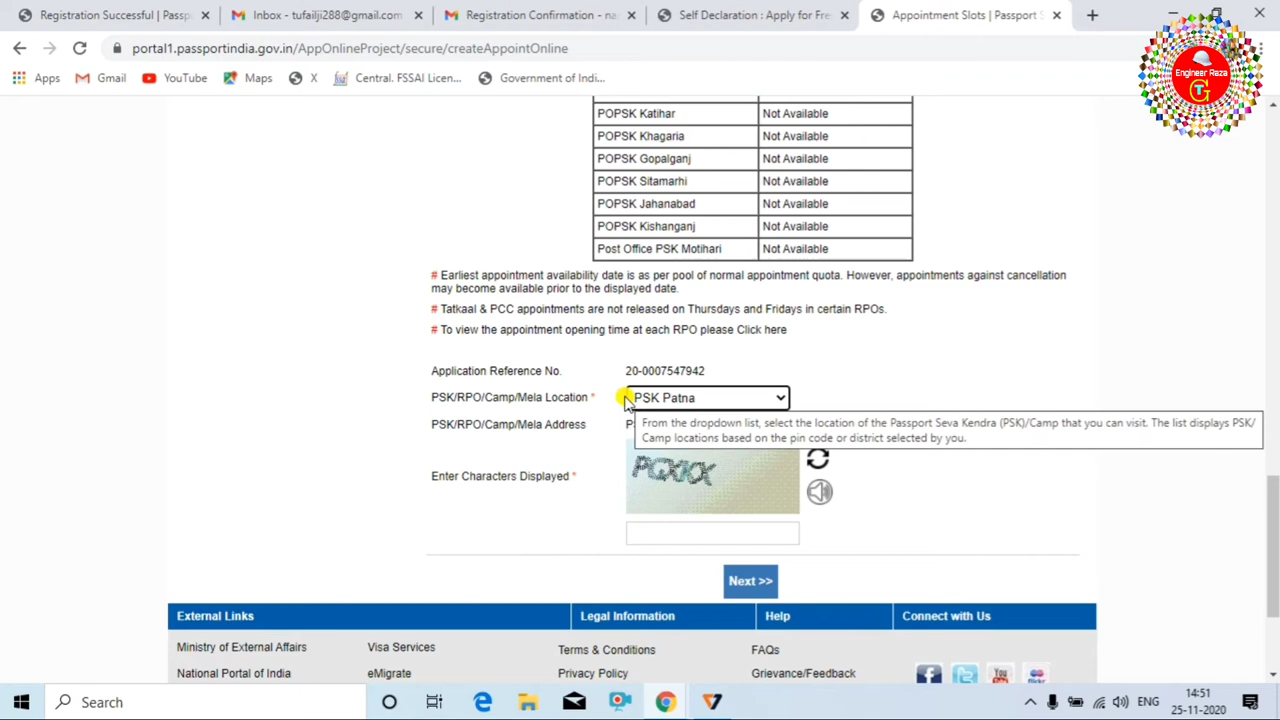 Registration Successful | Passp
Inbox - tufailji288@gmail.com
Registration Confirmation - na
Self Declaration : Apply for Fre
Appointment Slots | Passport S
portal1.passportindia.gov.in/AppOnlineProject/secure/createAppointOnline
Apps
Gmail
YouTube
Maps
X
Central. FSSAI Licen...
Government of Indi...
Engineer Raza
G
T
POPSK Katihar Not Available
POPSK Khagaria Not Available
POPSK Gopalganj Not Available
POPSK Sitamarhi Not Available
POPSK Jahanabad Not Available
POPSK Kishanganj Not Available
Post Office PSK Motihari Not Available
# Earliest appointment availability date is as per pool of normal appointment quota. However, appointments against cancellation
may become available prior to the displayed date.
# Tatkaal & PCC appointments are not released on Thursdays and Fridays in certain RPOs.
# To view the appointment opening time at each RPO please Click here
Application Reference No. 20-0007547942
PSK/RPO/Camp/Mela Location * PSK Patna
PSK/RPO/Camp/Mela Address P
From the dropdown list, select the location of the Passport Seva Kendra (PSK)/Camp that you can visit. The list displays PSK/
Camp locations based on the pin code or district selected by you.
Enter Characters Displayed *
Next >>
External Links
Legal Information
Help
Connect with Us
Ministry of External Affairs
Visa Services
Terms & Conditions
FAQs
National Portal of India
eMigrate
Privacy Policy
Grievance/Feedback
Search
ENG
14:51
25-11-2020